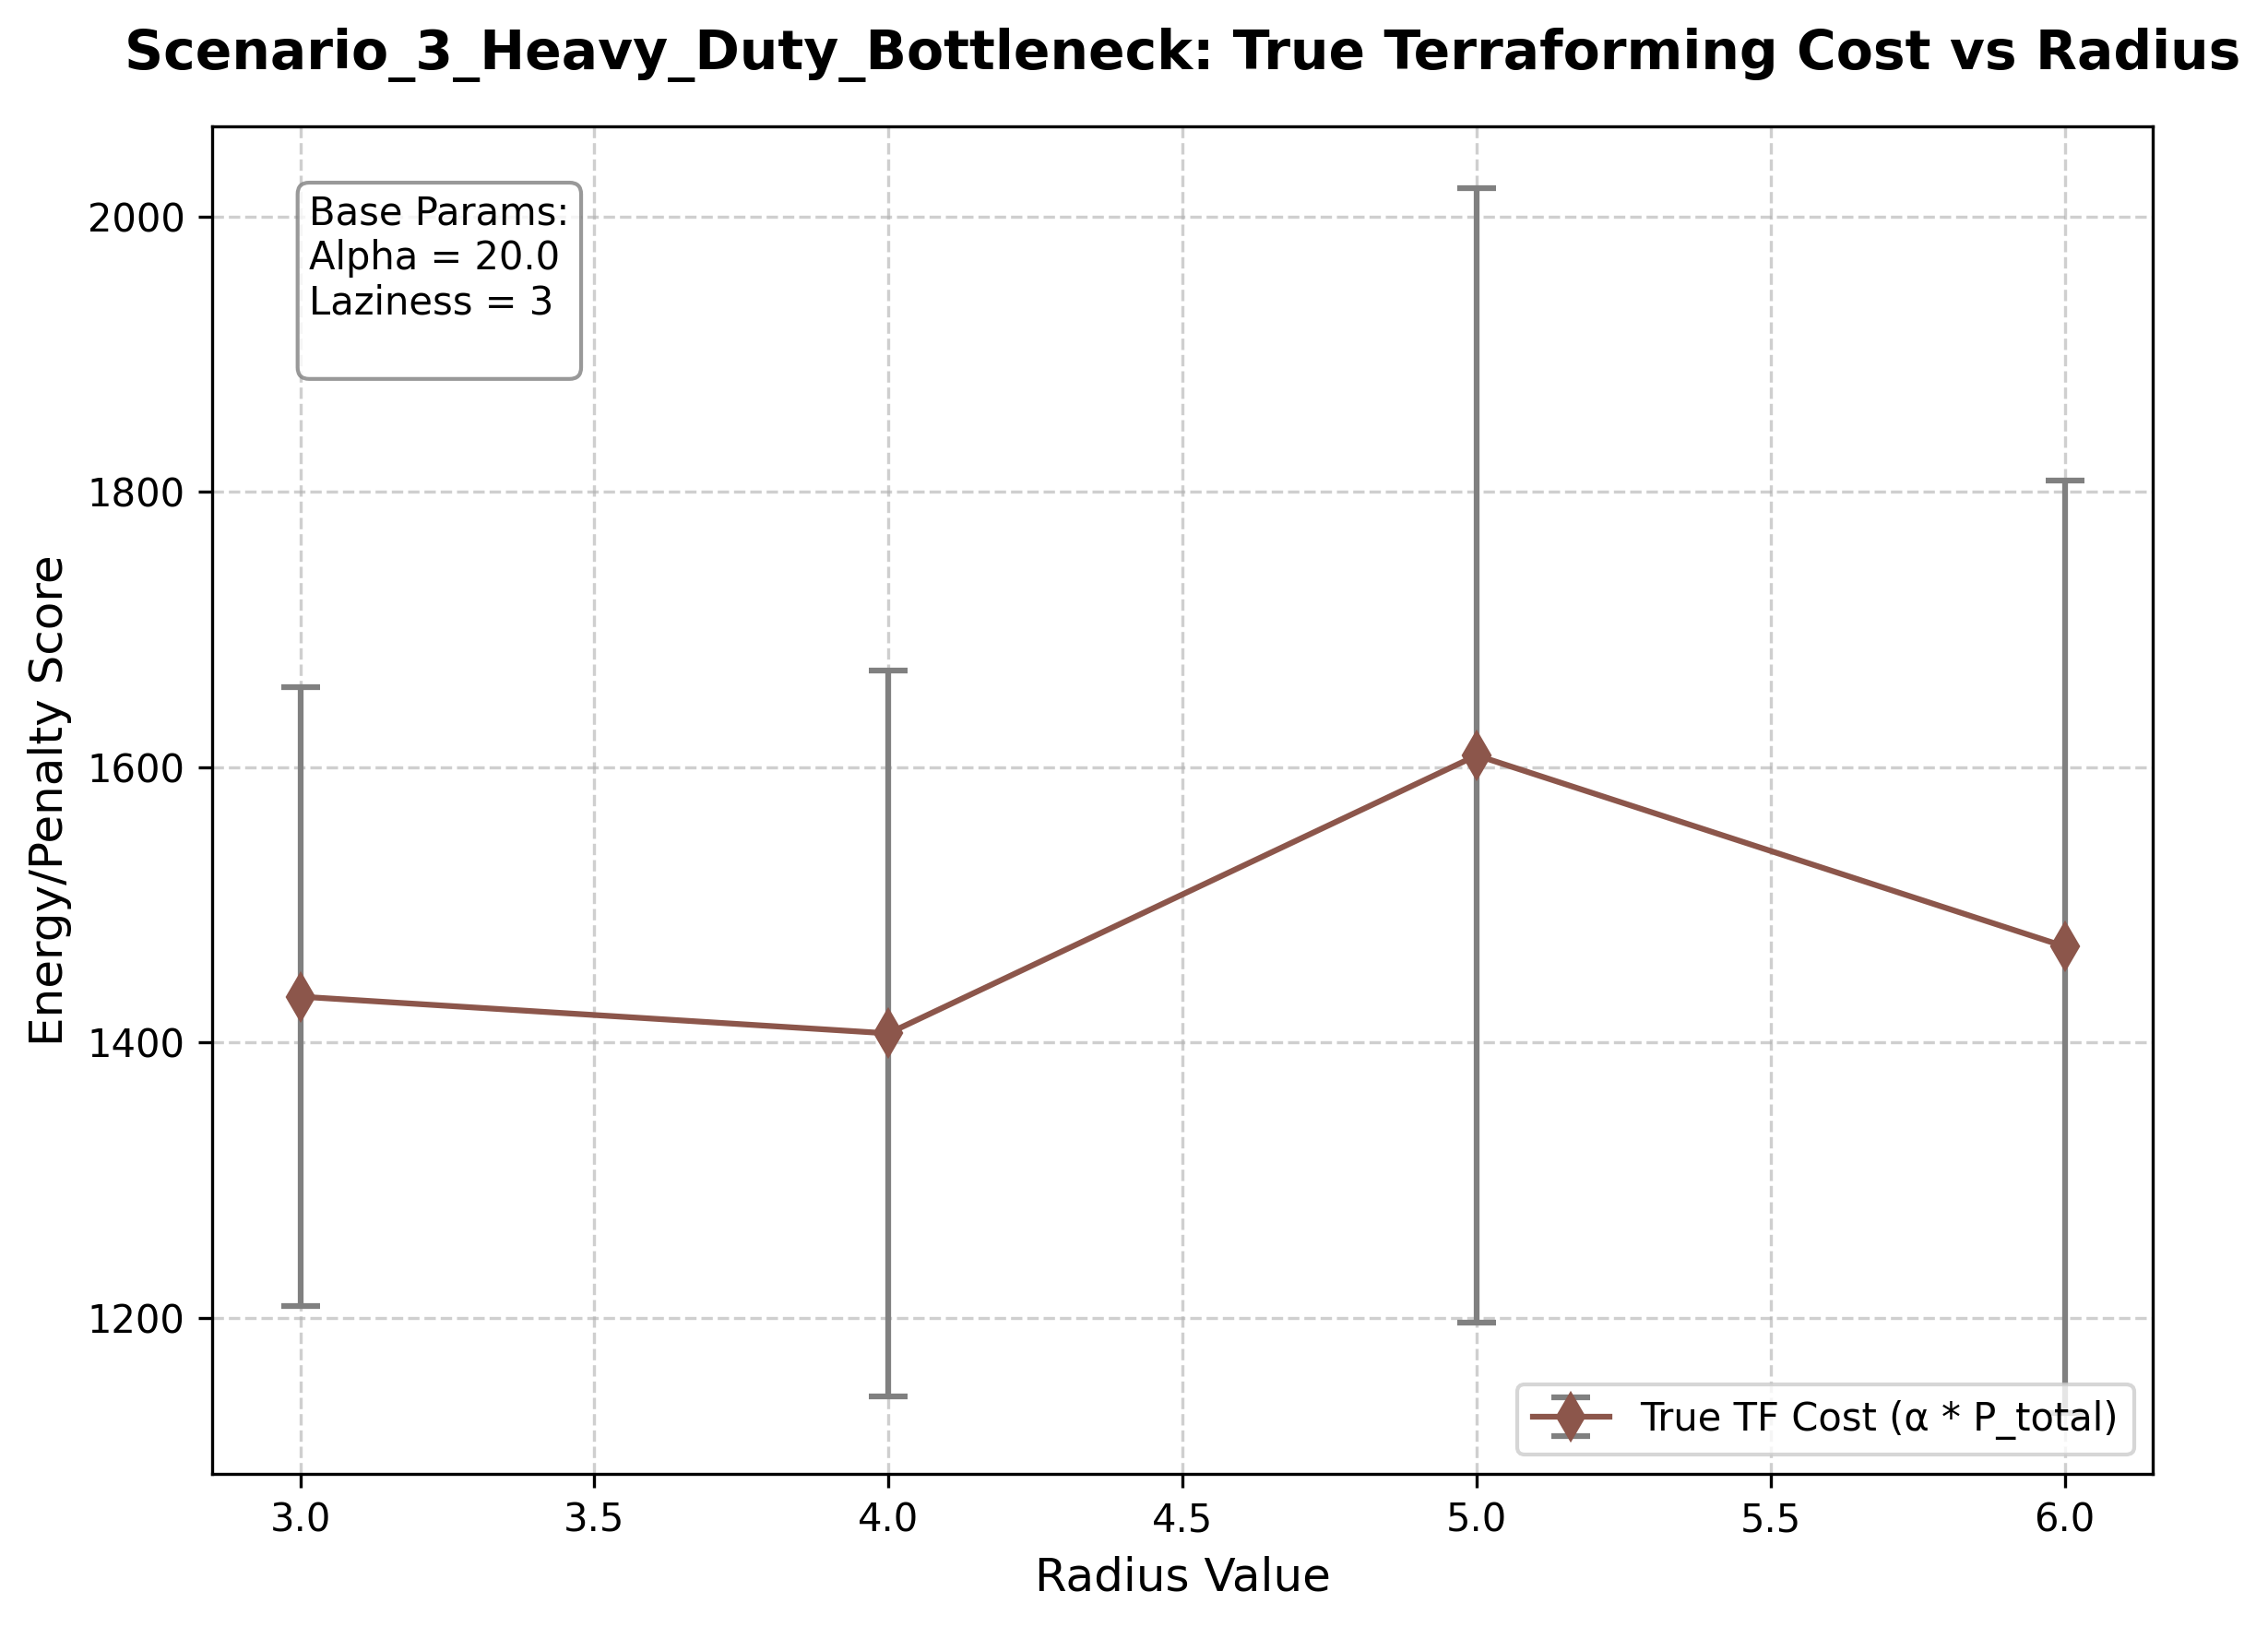 Scenario_3_Heavy_Duty_Bottleneck: True Terraforming Cost vs Radius
Base Params:
Alpha = 20.0
Laziness = 3
Energy/Penalty Score
2000
1800
1600
1400
1200
True TF Cost (α * P_total)
3.0 3.5 4.0 4.5 5.0 5.5 6.0
Radius Value